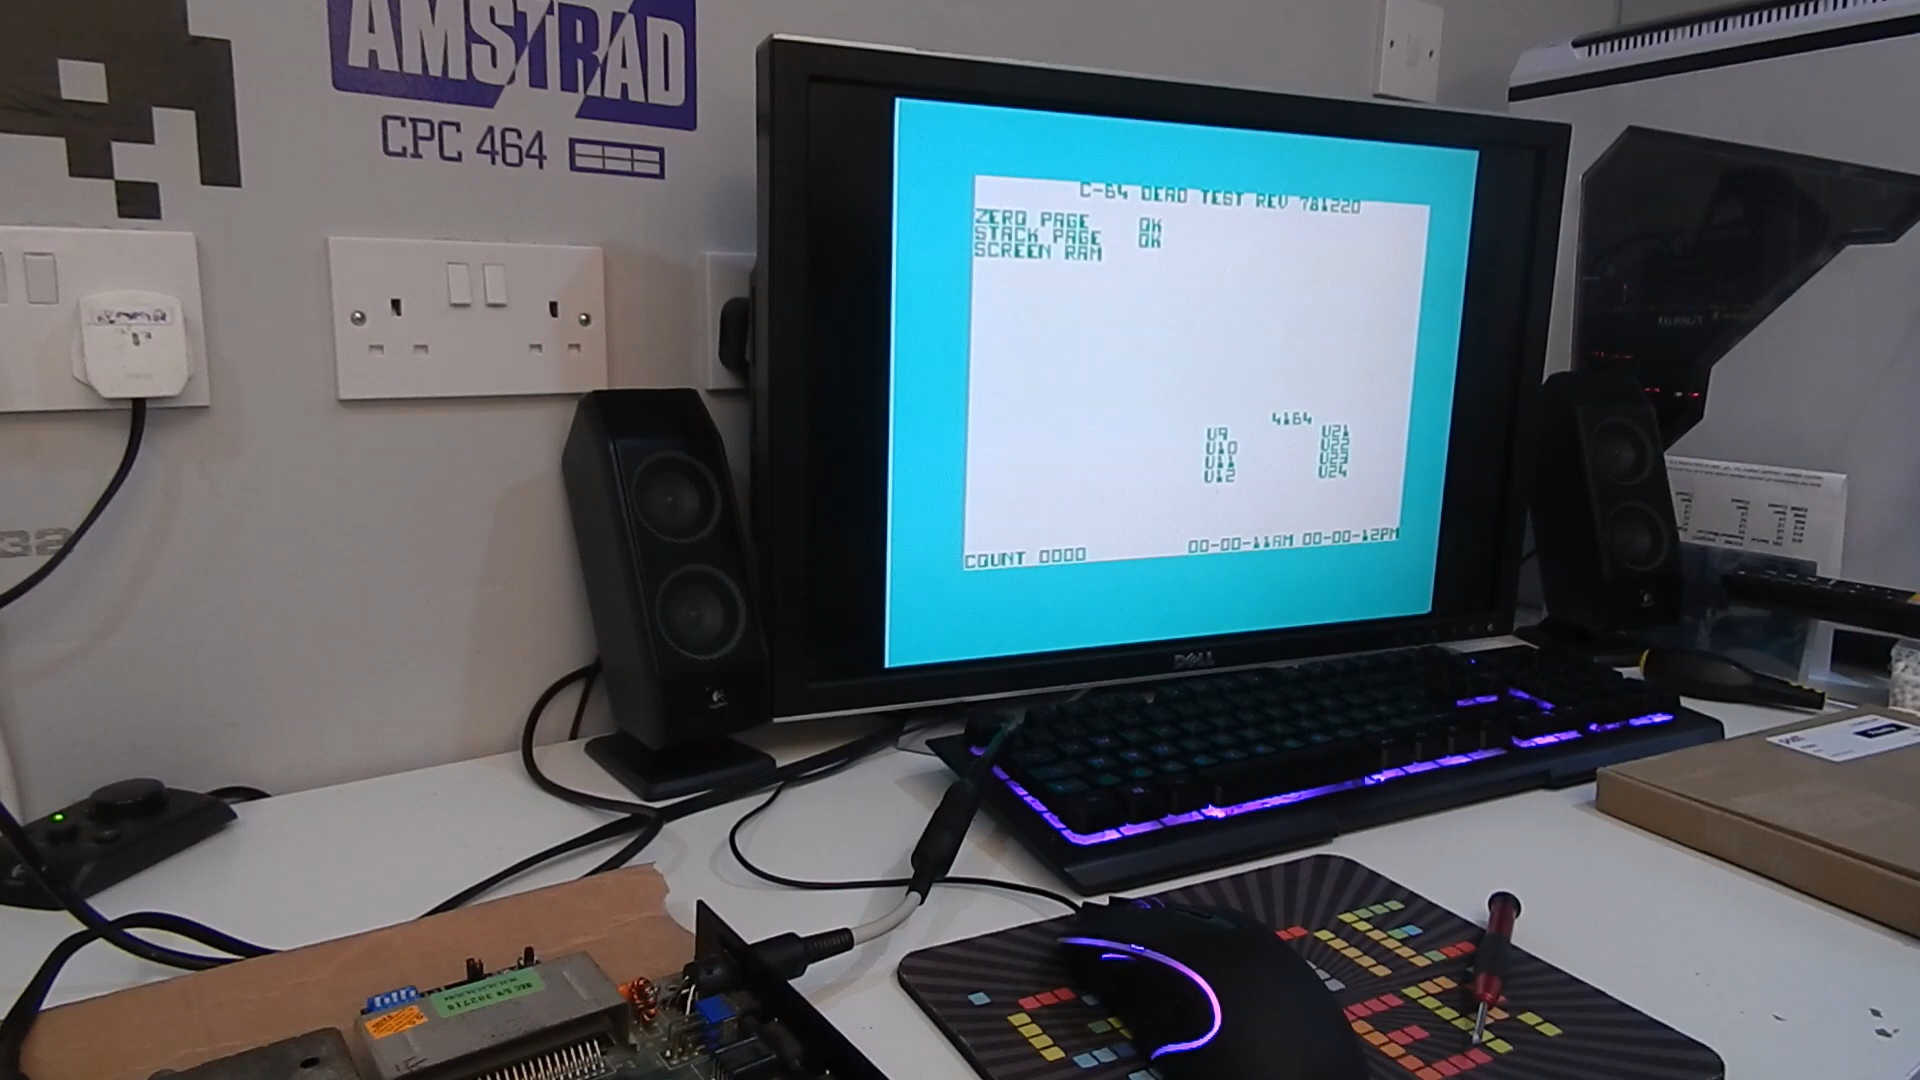 AMSTRAD
CPC 464
32
C-64 DEAD TEST REV 781220
ZERO PAGE OK
STACK PAGE OK
SCREEN RAM
4164
U9 U21
U10 U22
U11 U23
U12 U24
COUNT 0000 00-00-11AM 00-00-12PM
DELL